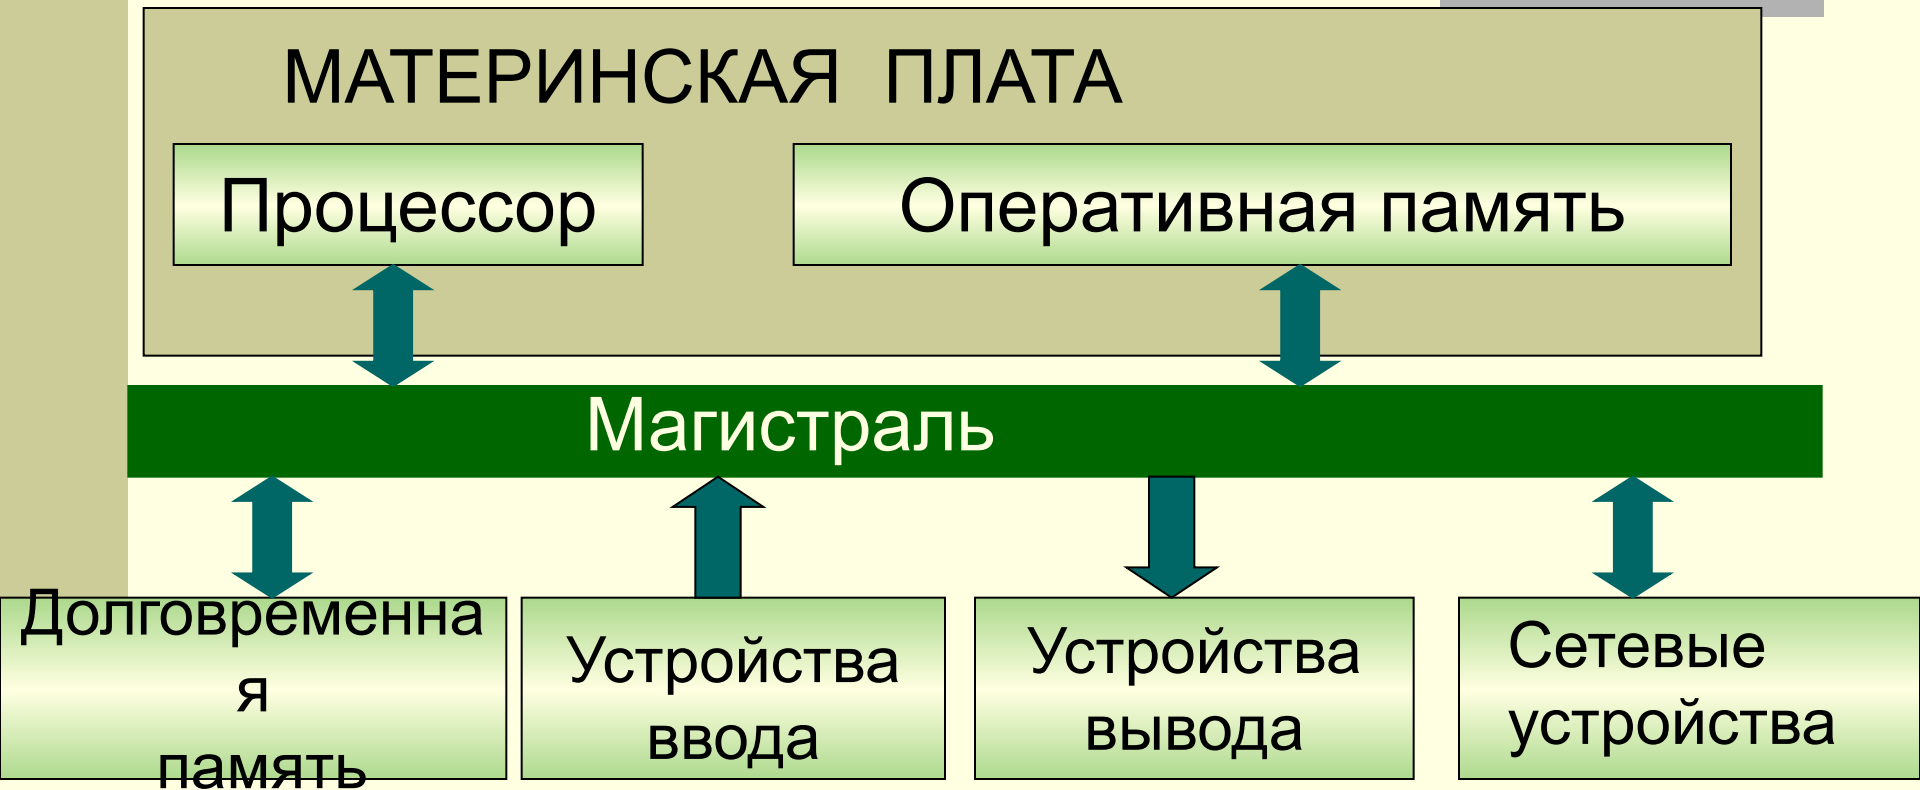 МАТЕРИНСКАЯ ПЛАТА
Процессор
Оперативная память
Магистраль
Долговременна
я
память
Устройства
ввода
Устройства
вывода
Сетевые
устройства